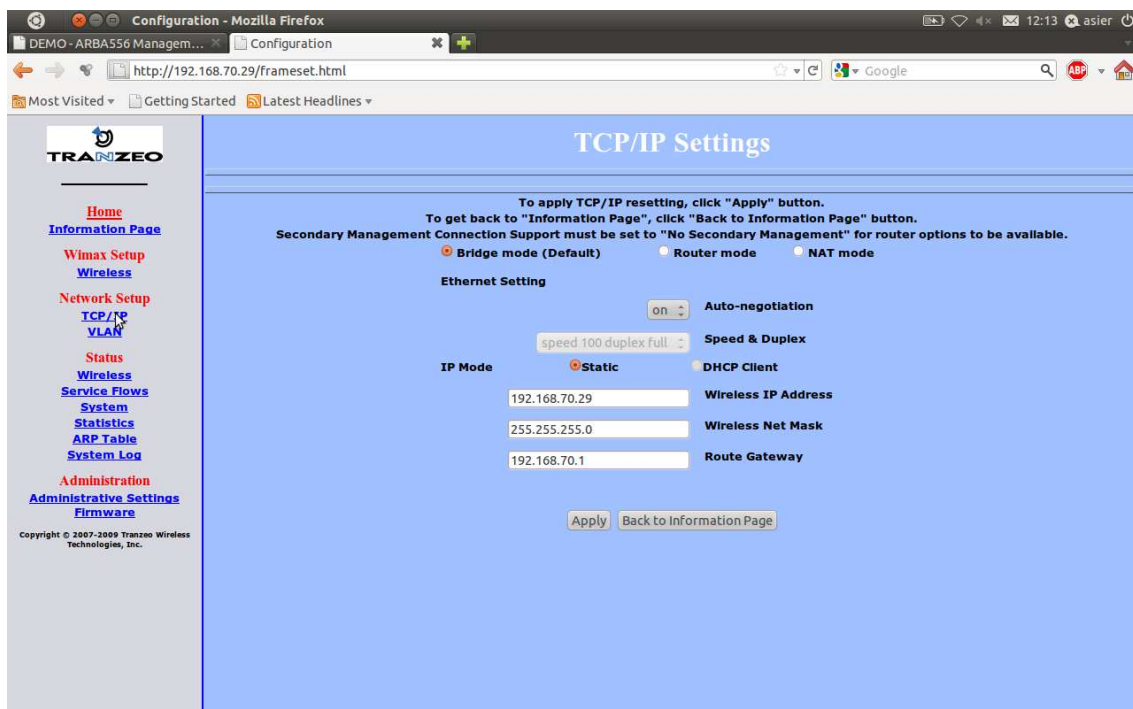 Configuration - Mozilla Firefox
12:13 asier
DEMO - ARBA556 Managem...
Configuration
http://192.168.70.29/frameset.html
Google
ABP
Most Visited
Getting Started
Latest Headlines
TRANZEO
Home
Information Page
Wimax Setup
Wireless
Network Setup
TCP/IP
VLAN
Status
Wireless
Service Flows
System
Statistics
ARP Table
System Log
Administration
Administrative Settings
Firmware
Copyright © 2007-2009 Tranzeo Wireless
Technologies, Inc.
TCP/IP Settings
To apply TCP/IP resetting, click "Apply" button.
To get back to "Information Page", click "Back to Information Page" button.
Secondary Management Connection Support must be set to "No Secondary Management" for router options to be available.
Bridge mode (Default) Router mode NAT mode
Ethernet Setting
on Auto-negotiation
speed 100 duplex full Speed & Duplex
IP Mode Static DHCP Client
192.168.70.29 Wireless IP Address
255.255.255.0 Wireless Net Mask
192.168.70.1 Route Gateway
Apply Back to Information Page